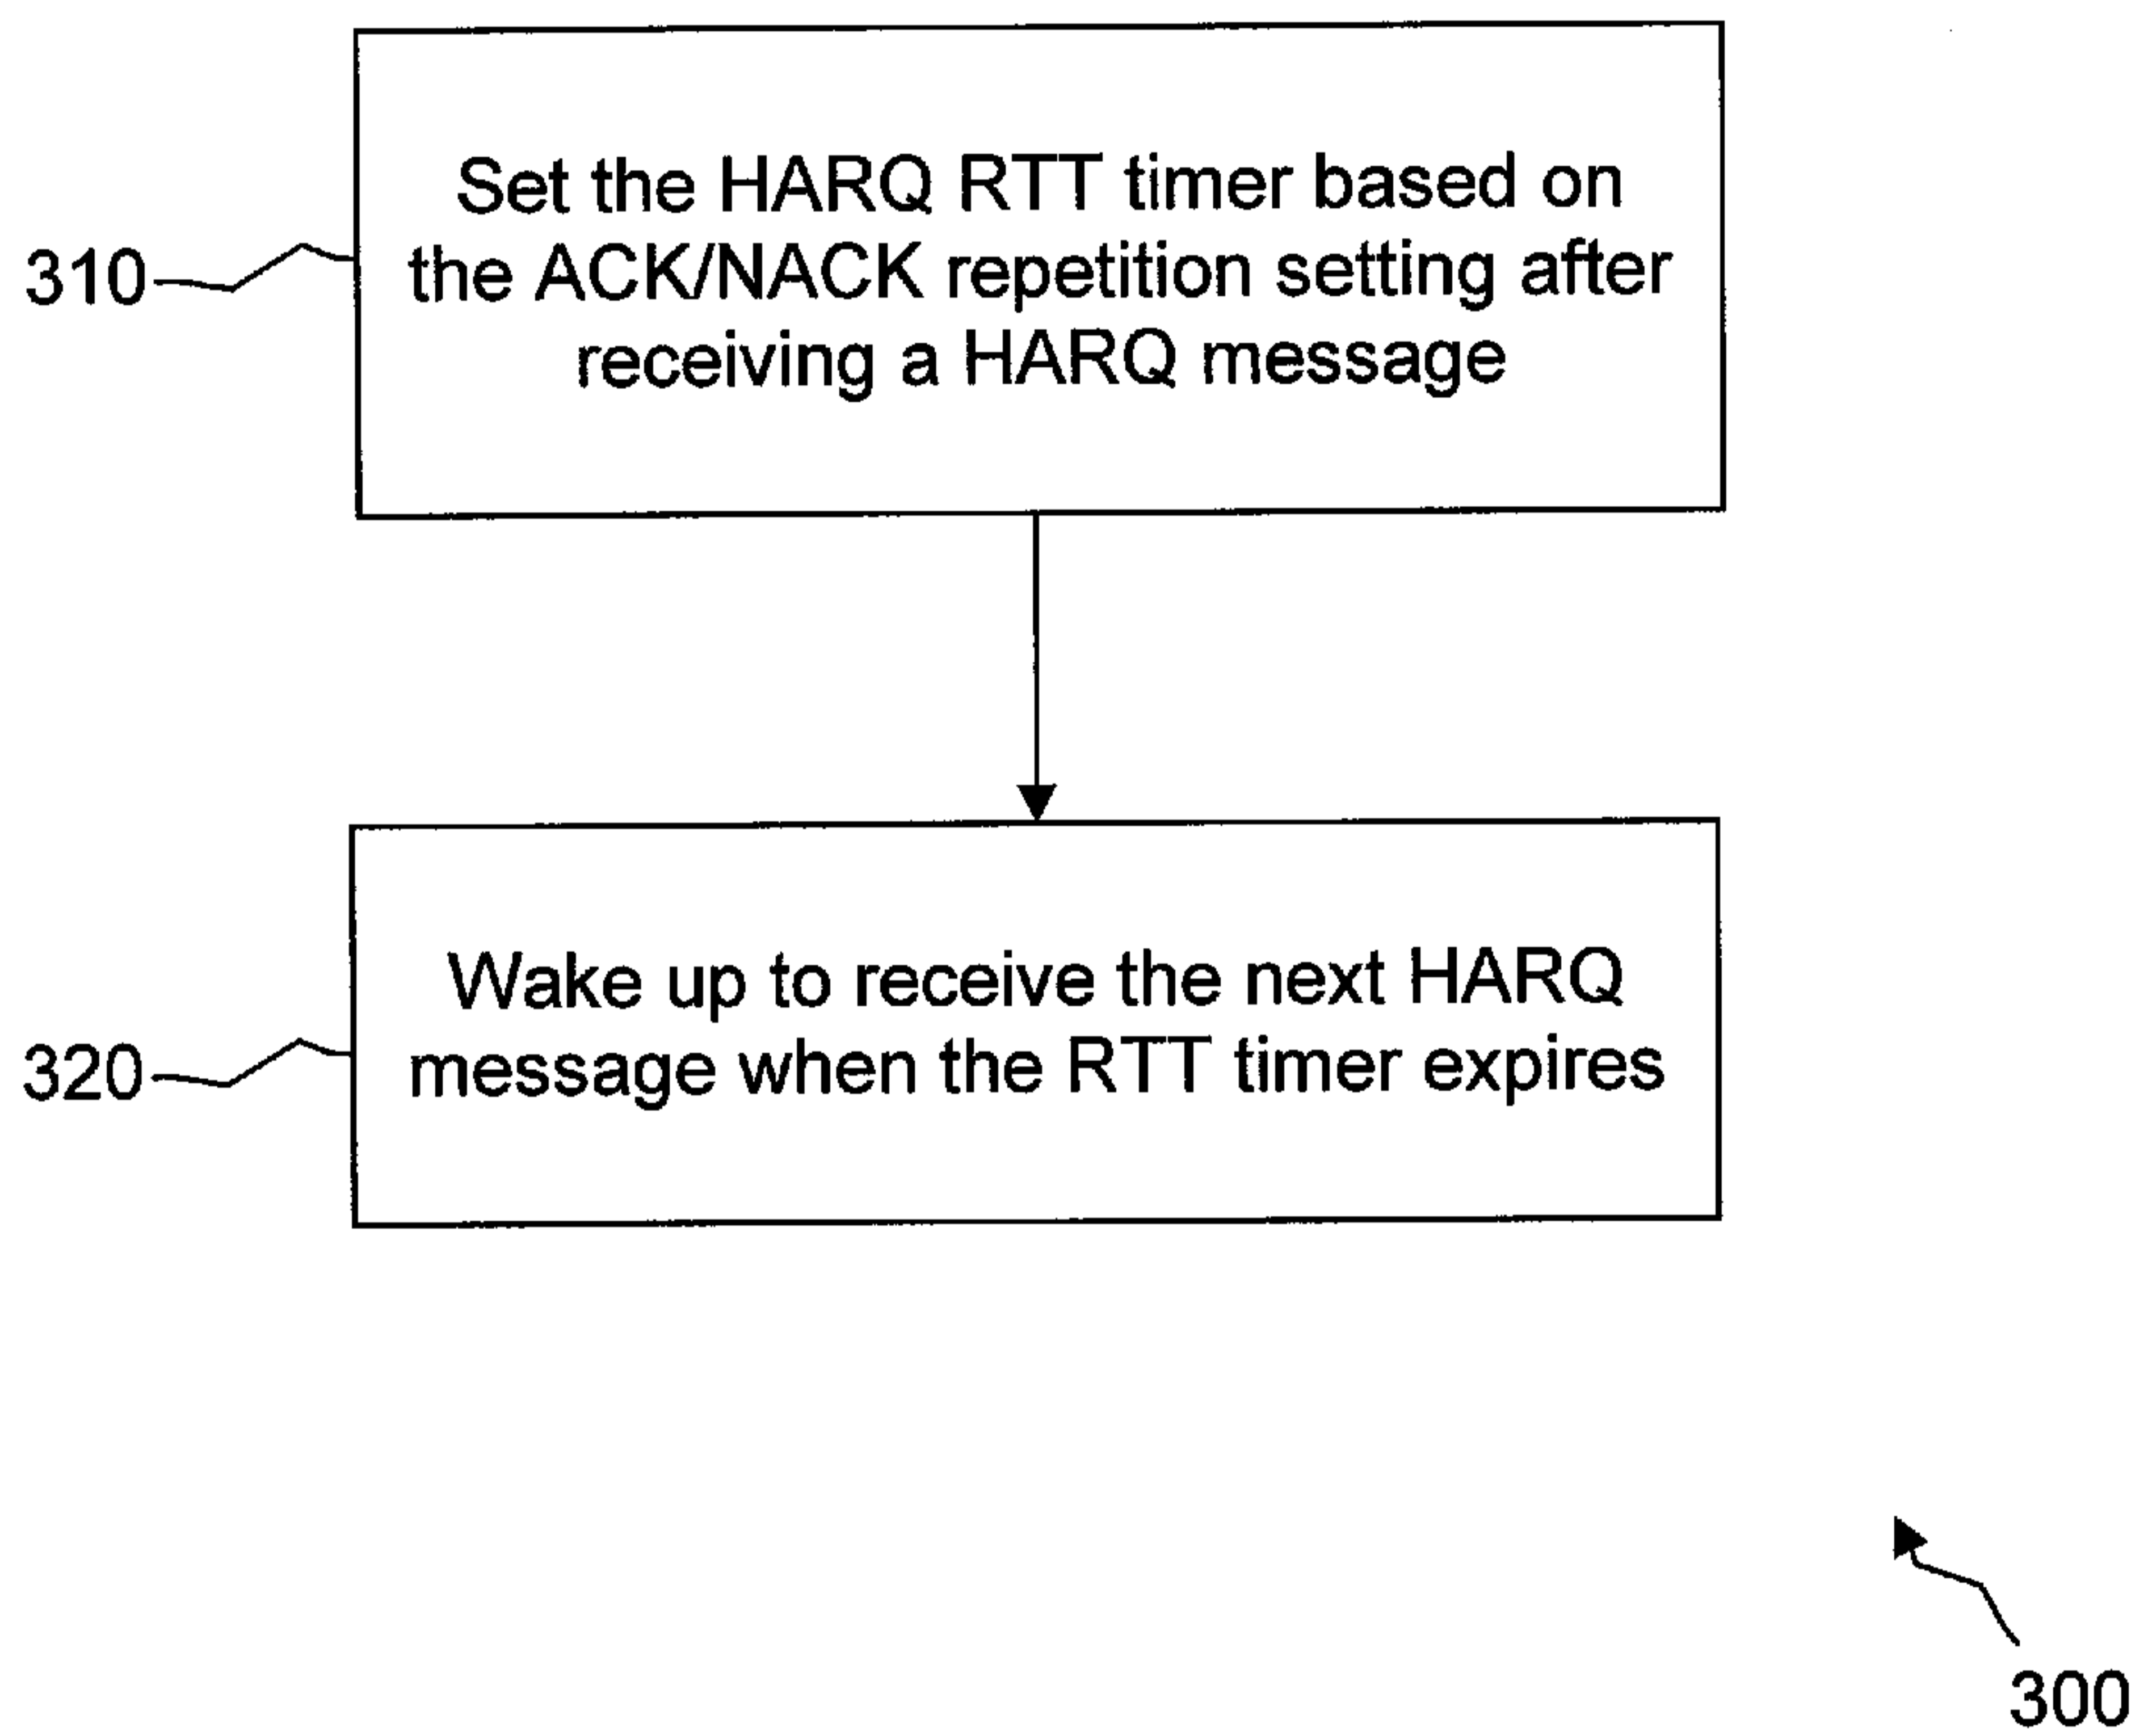 Set the HARQ RTT timer based on
the ACK/NACK repetition setting after
receiving a HARQ message
310
Wake up to receive the next HARQ
message when the RTT timer expires
320
300